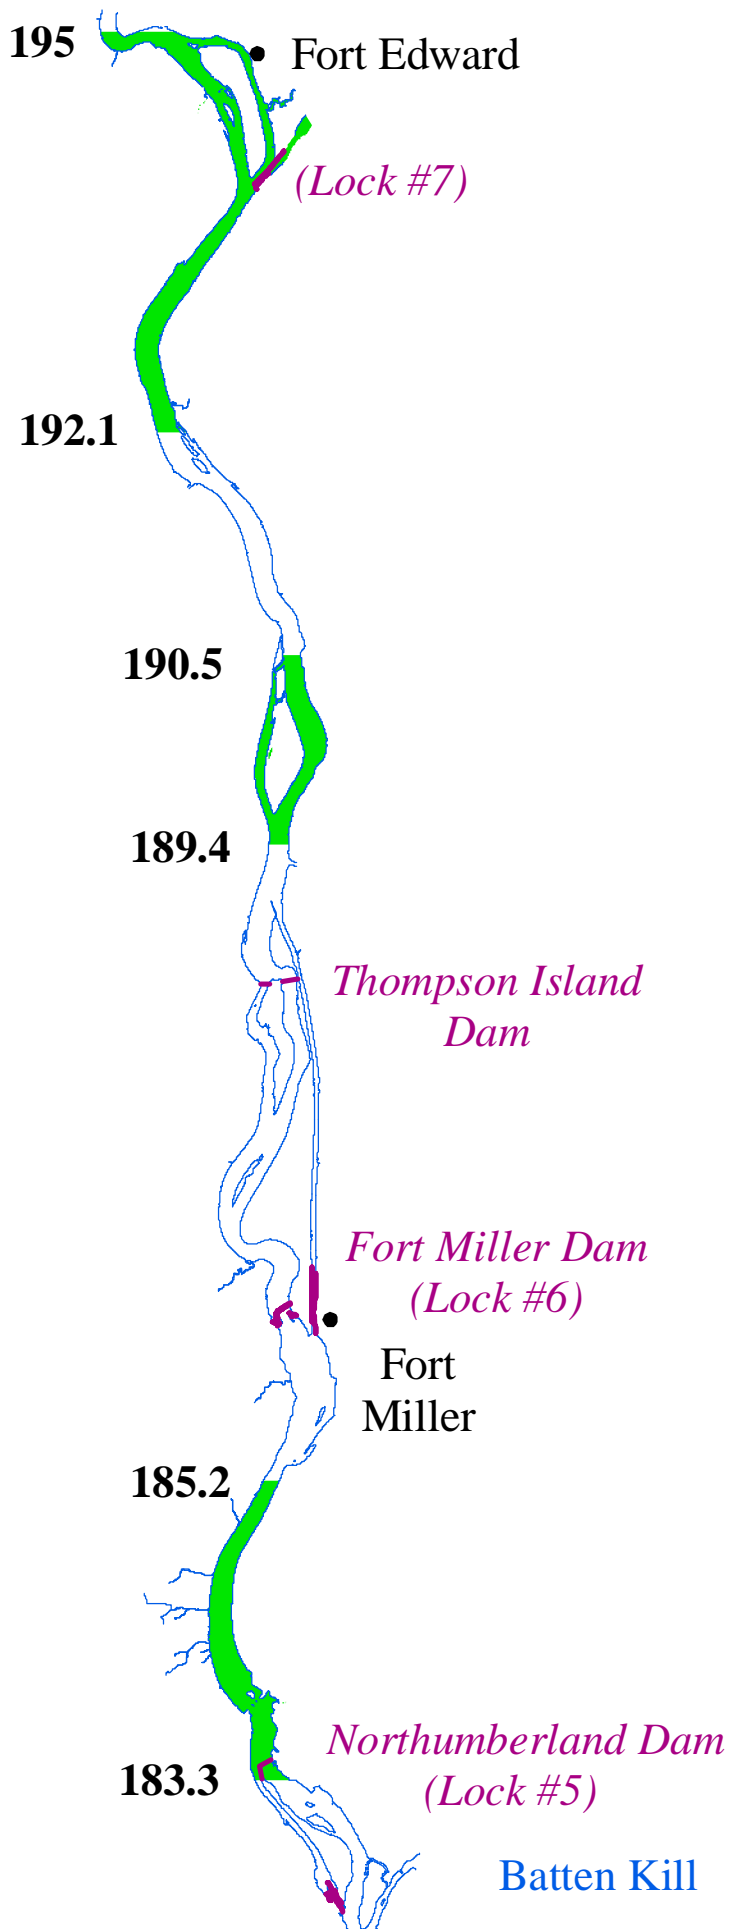 195
Fort Edward
(Lock #7)
192.1
190.5
189.4
Thompson Island
Dam
Fort Miller Dam
(Lock #6)
Fort
Miller
185.2
Northumberland Dam
183.3
(Lock #5)
Batten Kill